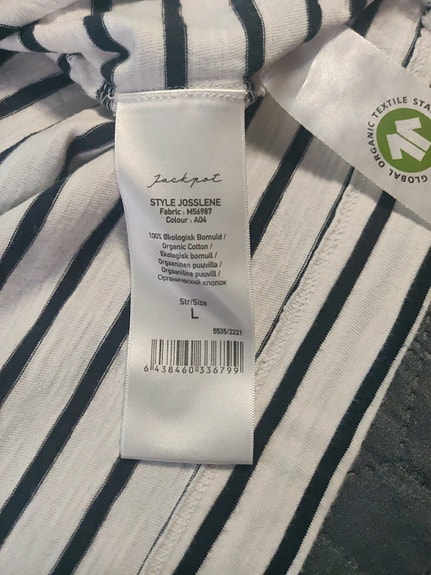 Jackpot
STYLE JOSSLENE
Fabric : M56987
Colour : A04
100% Økologisk Bomuld /
Organic Cotton /
Ekologisk bomull /
Orgaaninen puuvilla /
Orgaaniline puuvill /
Органический хлопок
Str/Size
L
5535/2221
6 438460 336799
GLOBAL ORGANIC TEXTILE STA